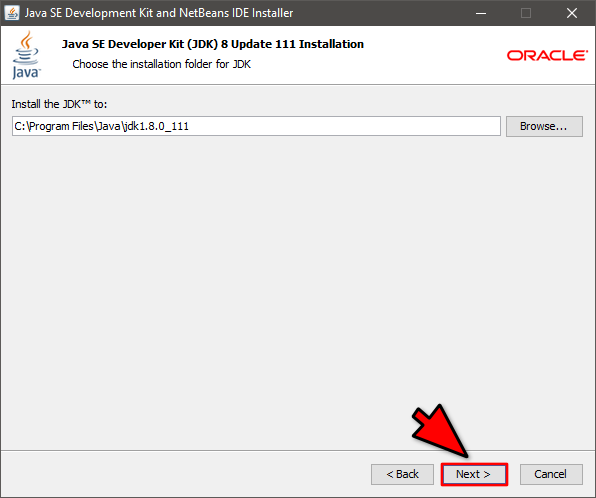 Java SE Development Kit and NetBeans IDE Installer
Java™
Java SE Developer Kit (JDK) 8 Update 111 Installation
Choose the installation folder for JDK
ORACLE®
Install the JDK™ to:
C:\Program Files\Java\jdk1.8.0_111
Browse...
< Back
Next >
Cancel